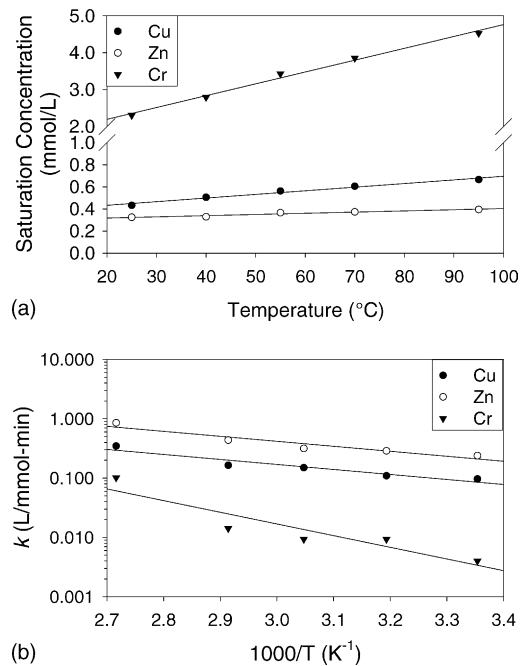 5.0
4.0
3.0
2.0
1.0
0.8
0.6
0.4
0.2
0.0
Cu
Zn
Cr
Saturation Concentration
(mmol/L)
20 30 40 50 60 70 80 90 100
Temperature (°C)
(a)
10.000
1.000
0.100
0.010
0.001
Cu
Zn
Cr
k (L/mmol-min)
2.7 2.8 2.9 3.0 3.1 3.2 3.3 3.4
1000/T (K⁻¹)
(b)